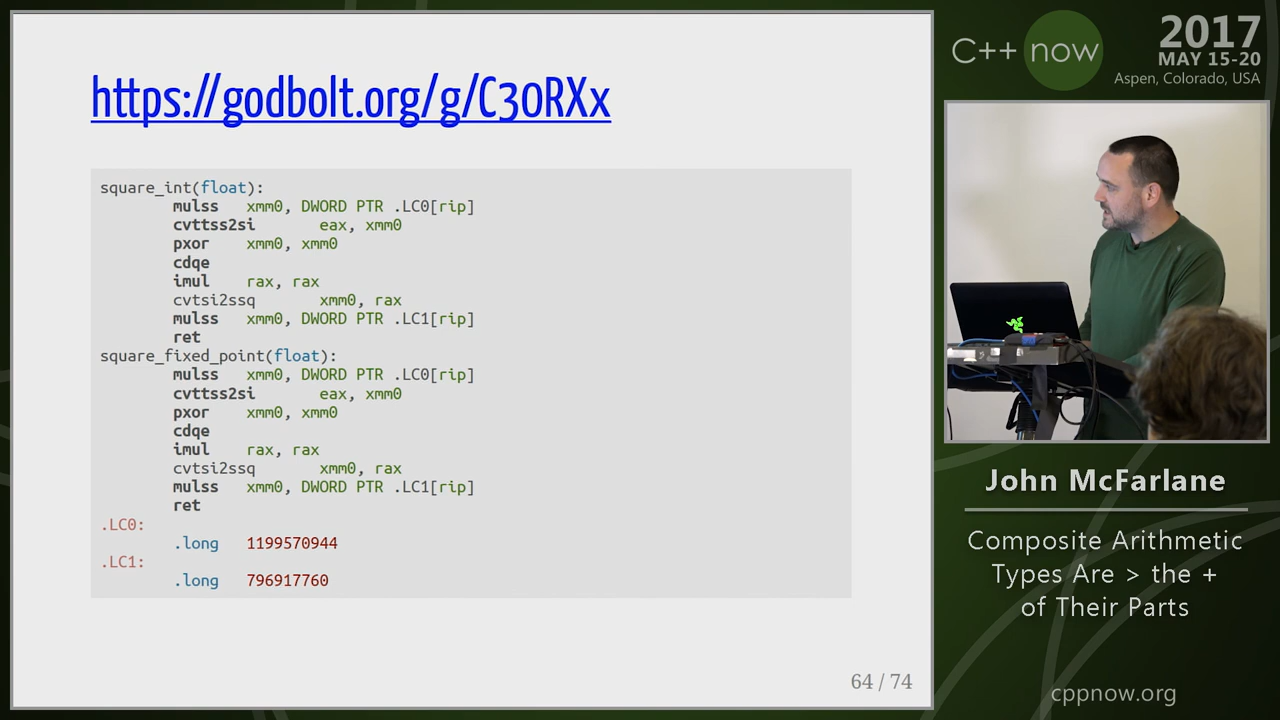 https://godbolt.org/g/C30RXx
square_int(float):
mulss xmm0, DWORD PTR .LC0[rip]
cvttss2si eax, xmm0
pxor xmm0, xmm0
cdqe
imul rax, rax
cvtsi2ssq xmm0, rax
mulss xmm0, DWORD PTR .LC1[rip]
ret
square_fixed_point(float):
mulss xmm0, DWORD PTR .LC0[rip]
cvttss2si eax, xmm0
pxor xmm0, xmm0
cdqe
imul rax, rax
cvtsi2ssq xmm0, rax
mulss xmm0, DWORD PTR .LC1[rip]
ret
.LC0:
.long 1199570944
.LC1:
.long 796917760
64 / 74
C++ now
2017
MAY 15-20
Aspen, Colorado, USA
John McFarlane
Composite Arithmetic
Types Are > the +
of Their Parts
cppnow.org